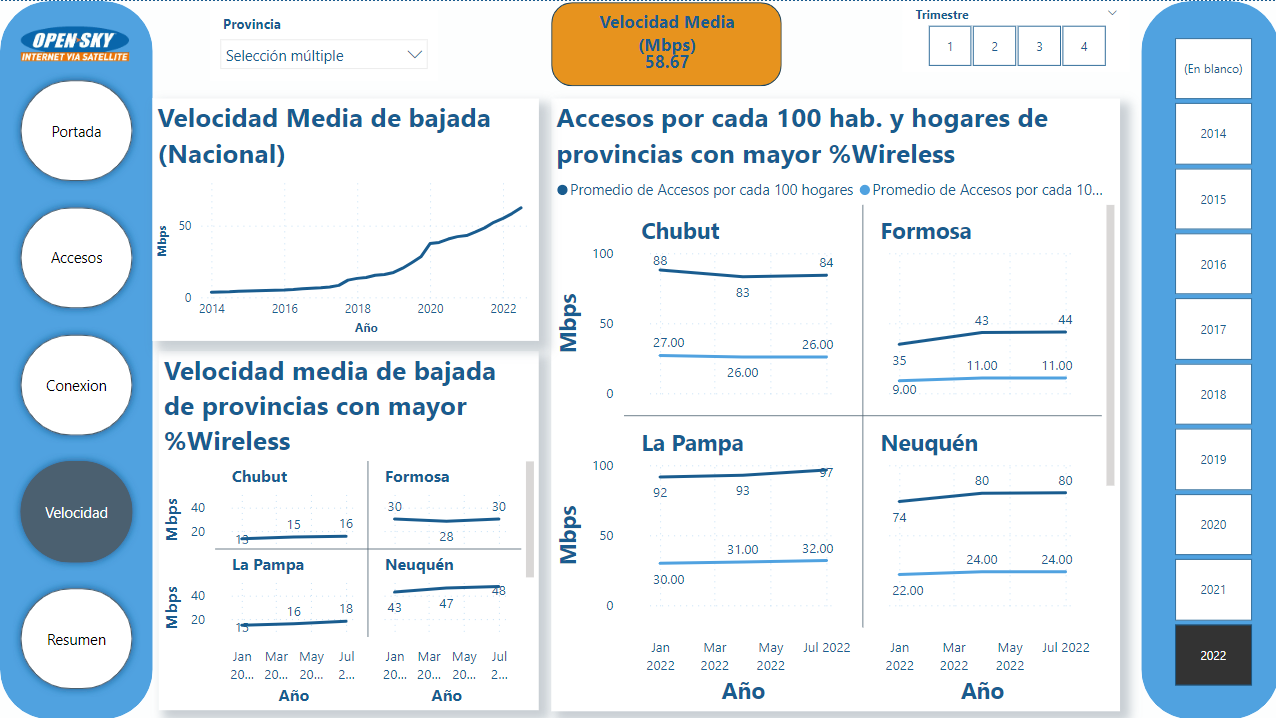 OPEN-SKY
INTERNET VIA SATELLITE
Portada
Accesos
Conexion
Velocidad
Resumen
Provincia
Selección múltiple
Velocidad Media
(Mbps)
58.67
Trimestre
1
2
3
4
Velocidad Media de bajada
(Nacional)
Mbps
50
0
2014
2016
2018
2020
2022
Año
Velocidad media de bajada
de provincias con mayor
%Wireless
Chubut
Formosa
Mbps
40
20
13
15
16
30
28
30
La Pampa
Neuquén
Mbps
40
20
13
16
18
43
47
48
Jan
20...
Mar
20...
May
20...
Jul
2...
Jan
20...
Mar
20...
May
20...
Jul
2...
Año
Año
Accesos por cada 100 hab. y hogares de
provincias con mayor %Wireless
Promedio de Accesos por cada 100 hogares
Promedio de Accesos por cada 10...
Chubut
Formosa
Mbps
100
50
0
88
83
84
27.00
26.00
26.00
35
43
44
9.00
11.00
11.00
La Pampa
Neuquén
Mbps
100
50
0
92
93
97
30.00
31.00
32.00
74
80
80
22.00
24.00
24.00
Jan
2022
Mar
2022
May
2022
Jul 2022
Jan
2022
Mar
2022
May
2022
Jul 2022
Año
Año
(En blanco)
2014
2015
2016
2017
2018
2019
2020
2021
2022